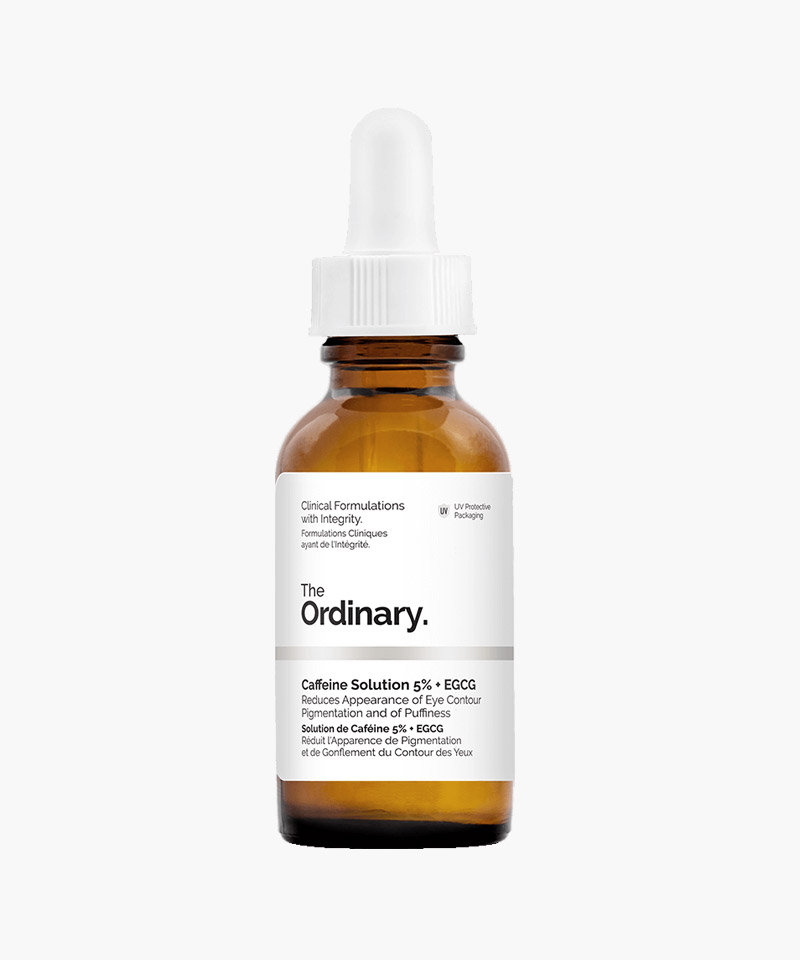 Clinical Formulations
with Integrity.
Formulations Cliniques
ayant de l'Intégrité.
UV
UV Protective
Packaging
The
Ordinary.
Caffeine Solution 5% + EGCG
Reduces Appearance of Eye Contour
Pigmentation and of Puffiness
Solution de Caféine 5% + EGCG
Réduit l'Apparence de Pigmentation
et de Gonflement du Contour des Yeux